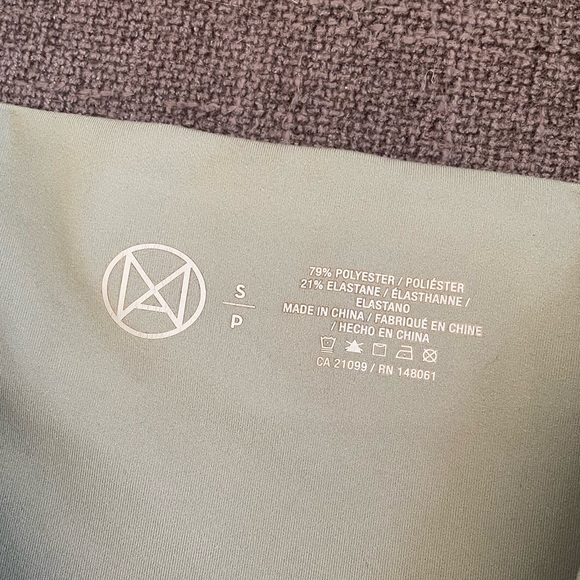 S
P
79% POLYESTER / POLIÉSTER
21% ELASTANE / ÉLASTHANNE /
ELASTANO
MADE IN CHINA / FABRIQUÉ EN CHINE
/ HECHO EN CHINA
CA 21099 / RN 148061